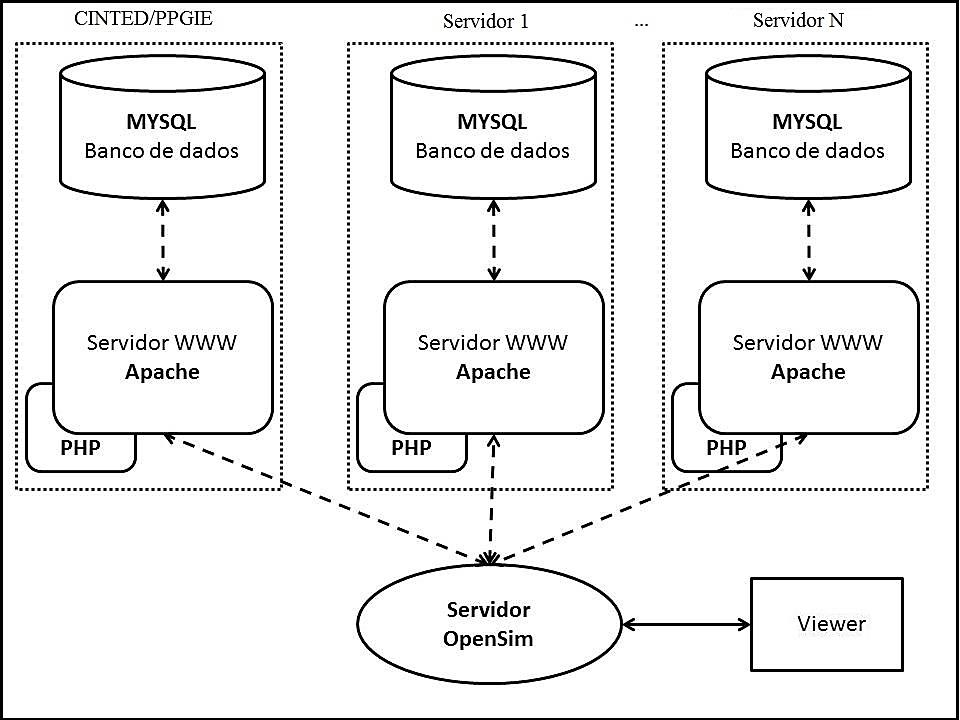 CINTED/PPGIE
Servidor 1
...
Servidor N
MYSQL
Banco de dados
MYSQL
Banco de dados
MYSQL
Banco de dados
Servidor WWW
Apache
Servidor WWW
Apache
Servidor WWW
Apache
PHP
PHP
PHP
Servidor
OpenSim
Viewer